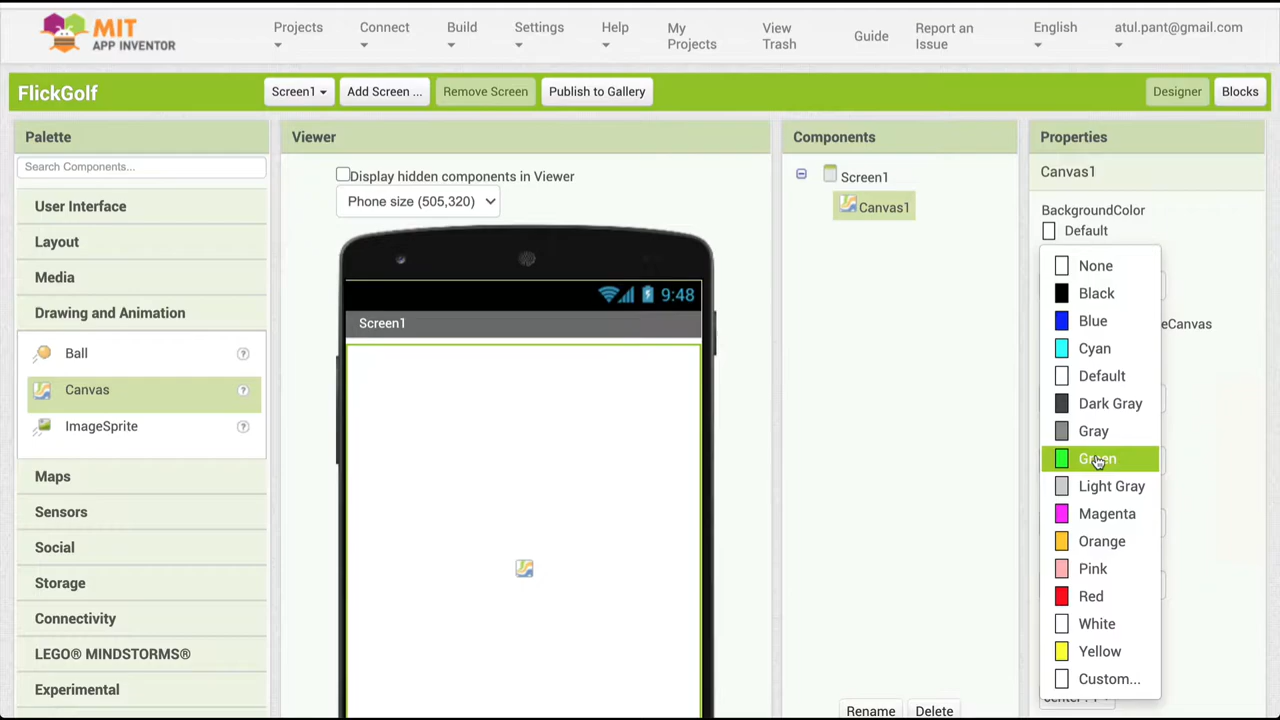 MIT
APP INVENTOR
Projects
Connect
Build
Settings
Help
My
Projects
View
Trash
Guide
Report an
Issue
English
atul.pant@gmail.com
FlickGolf
Screen1
Add Screen ...
Remove Screen
Publish to Gallery
Designer
Blocks
Palette
Search Components...
User Interface
Layout
Media
Drawing and Animation
Ball ?
Canvas ?
ImageSprite ?
Maps
Sensors
Social
Storage
Connectivity
LEGO® MINDSTORMS®
Experimental
Viewer
Display hidden components in Viewer
Phone size (505,320)
9:48
Screen1
Components
Screen1
Canvas1
Rename
Delete
Properties
Canvas1
BackgroundColor
Default
None
Black
Blue
eCanvas
Cyan
Default
Dark Gray
Gray
Green
Light Gray
Magenta
Orange
Pink
Red
White
Yellow
Custom...